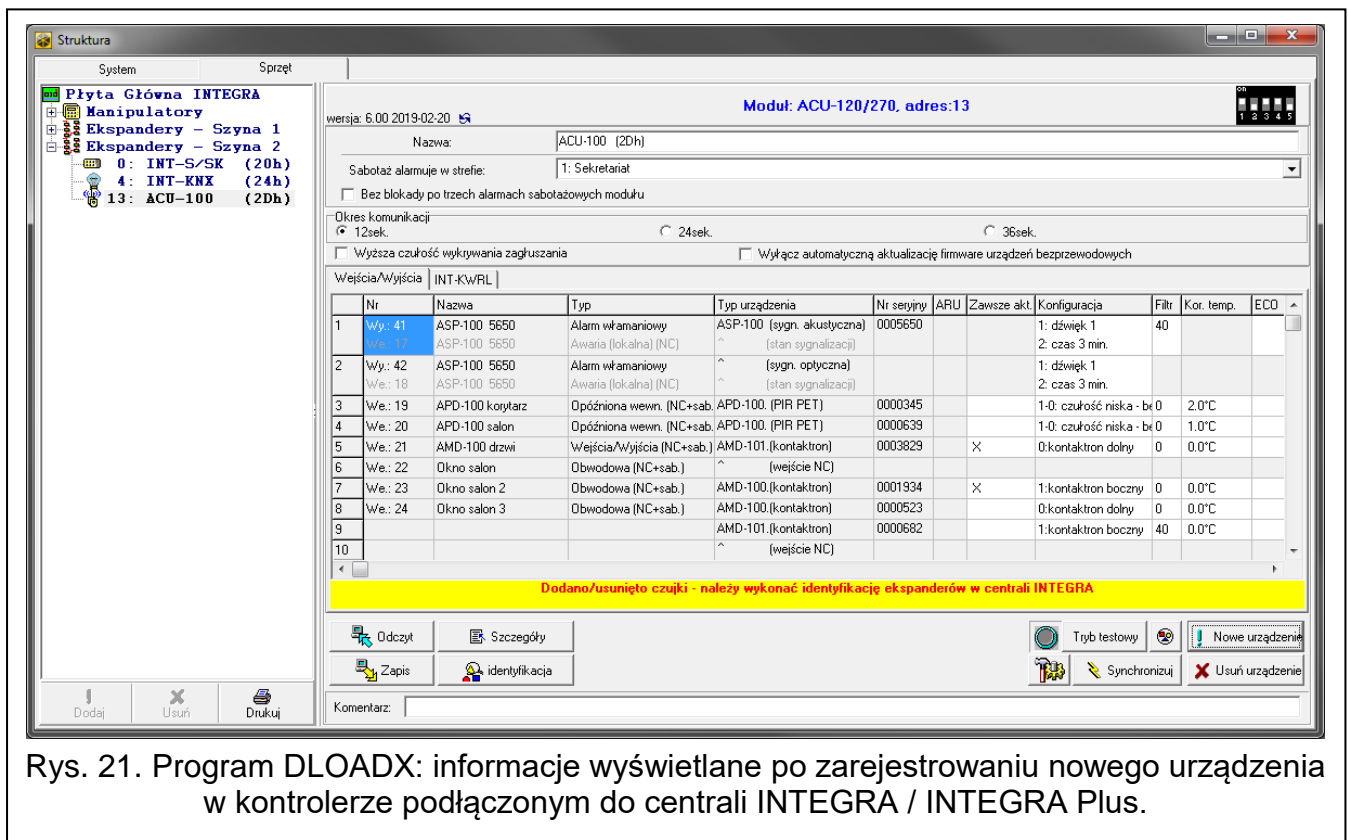 Struktura
System Sprzęt
Płyta Główna INTEGRA
Manipulatory
Ekspandery – Szyna 1
Ekspandery – Szyna 2
0: INT-S/SK (20h)
4: INT-KNX (24h)
13: ACU-100 (2Dh)
Dodaj Usuń Drukuj
wersja: 6.00 2019-02-20 Moduł: ACU-120/270, adres:13
on
1 2 3 4 5
Nazwa: ACU-100 (2Dh)
Sabotaż alarmuje w strefie: 1: Sekretariat
Bez blokady po trzech alarmach sabotażowych modułu
Okres komunikacji
12sek. 24sek. 36sek.
Wyższa czułość wykrywania zagłuszania Wyłącz automatyczną aktualizację firmware urządzeń bezprzewodowych
Wejścia/Wyjścia INT-KWRL
Nr Nazwa Typ Typ urządzenia Nr seryjny ARU Zawsze akt. Konfiguracja Filtr Kor. temp. ECO
1 Wy.: 41 ASP-100 5650 Alarm włamaniowy ASP-100 (sygn. akustyczna) 0005650 1: dźwięk 1 40
We.: 17 ASP-100 5650 Awaria (lokalna) (NC) ^ (stan sygnalizacji) 2: czas 3 min.
2 Wy.: 42 ASP-100 5650 Alarm włamaniowy ^ (sygn. optyczna) 1: dźwięk 1
We.: 18 ASP-100 5650 Awaria (lokalna) (NC) ^ (stan sygnalizacji) 2: czas 3 min.
3 We.: 19 APD-100 korytarz Opóźniona wewn. (NC+sab. APD-100. (PIR PET) 0000345 1-0: czułość niska - be 0 2.0°C
4 We.: 20 APD-100 salon Opóźniona wewn. (NC+sab. APD-100. (PIR PET) 0000639 1-0: czułość niska - be 0 1.0°C
5 We.: 21 AMD-100 drzwi Wejścia/Wyjścia (NC+sab.) AMD-101.(kontaktron) 0003829 X 0:kontaktron dolny 0 0.0°C
6 We.: 22 Okno salon Obwodowa (NC+sab.) ^ (wejście NC)
7 We.: 23 Okno salon 2 Obwodowa (NC+sab.) AMD-100.(kontaktron) 0001934 X 1:kontaktron boczny 0 0.0°C
8 We.: 24 Okno salon 3 Obwodowa (NC+sab.) AMD-100.(kontaktron) 0000523 0:kontaktron dolny 0 0.0°C
9 AMD-101.(kontaktron) 0000682 1:kontaktron boczny 40 0.0°C
10 ^ (wejście NC)
Dodano/usunięto czujki - należy wykonać identyfikację ekspanderów w centrali INTEGRA
Odczyt Szczegóły Tryb testowy Nowe urządzenie
Zapis identyfikacja Synchronizuj Usuń urządzenie
Komentarz:
Rys. 21. Program DLOADX: informacje wyświetlane po zarejestrowaniu nowego urządzenia
w kontrolerze podłączonym do centrali INTEGRA / INTEGRA Plus.